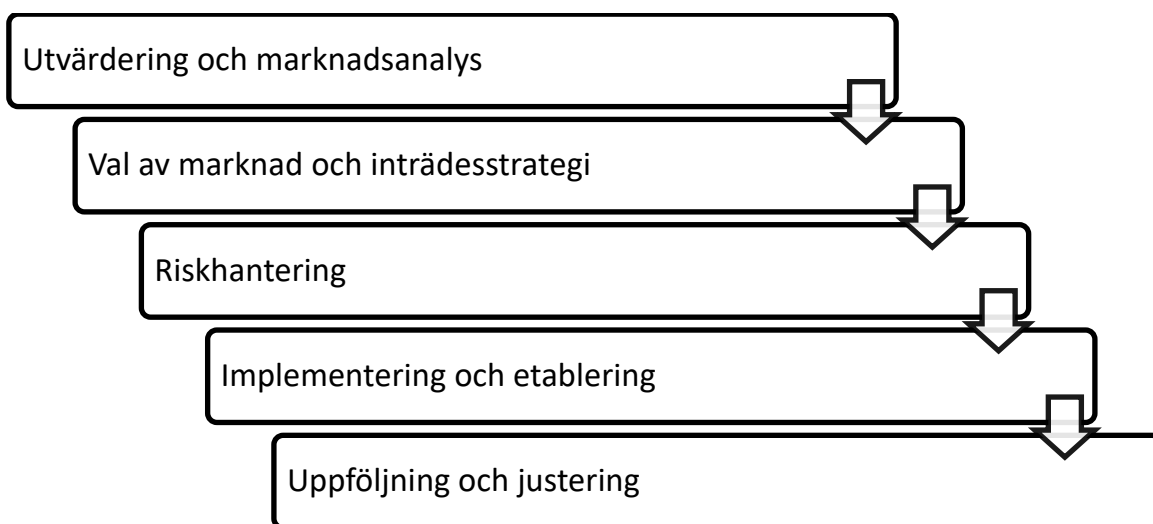 Utvärdering och marknadsanalys
Val av marknad och inträdesstrategi
Riskhantering
Implementering och etablering
Uppföljning och justering